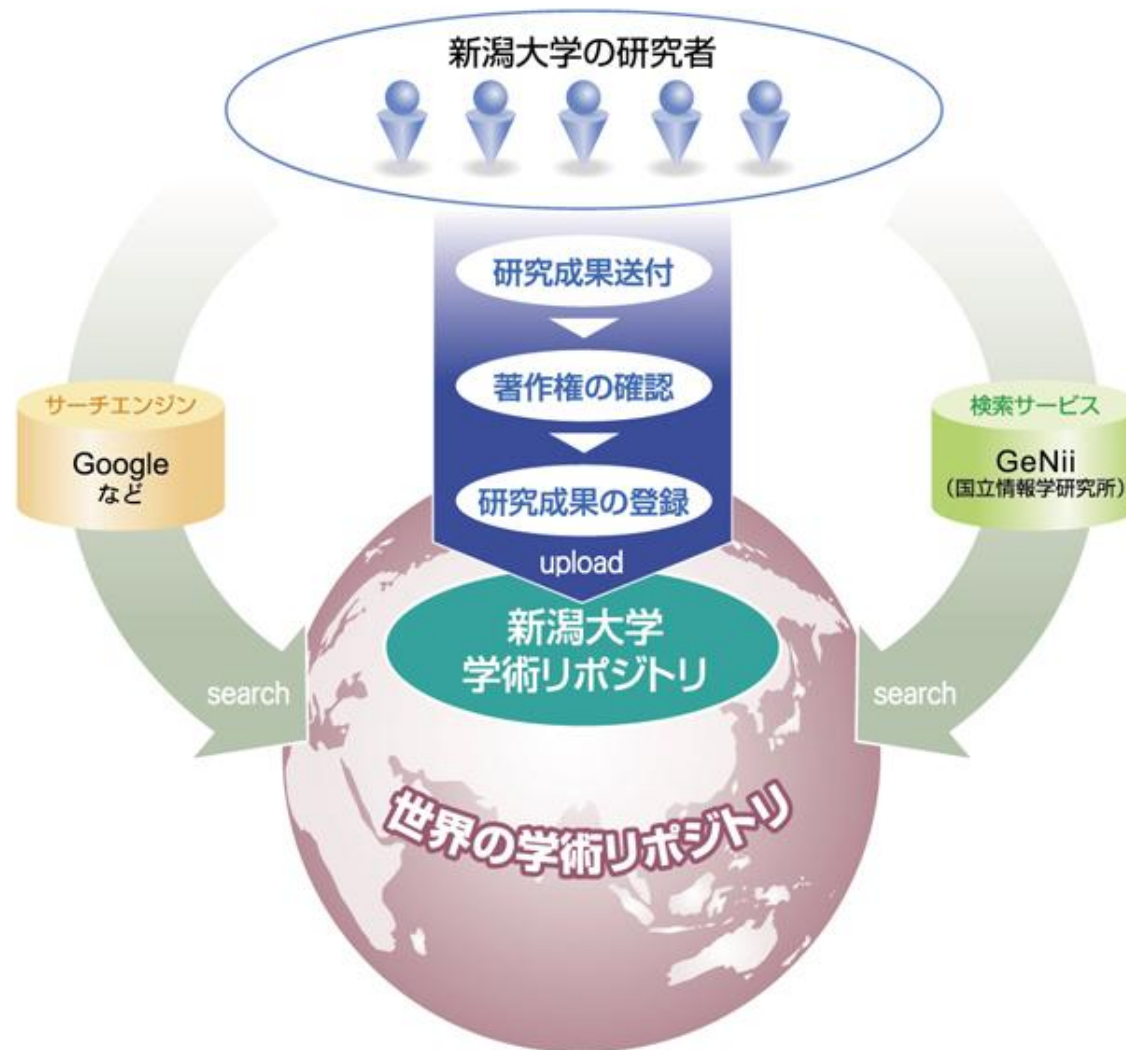 新潟大学の研究者
研究成果送付
著作権の確認
研究成果の登録
upload
サーチエンジン
Google
など
search
検索サービス
GeNii
(国立情報学研究所)
search
新潟大学
学術リポジトリ
世界の学術リポジトリ